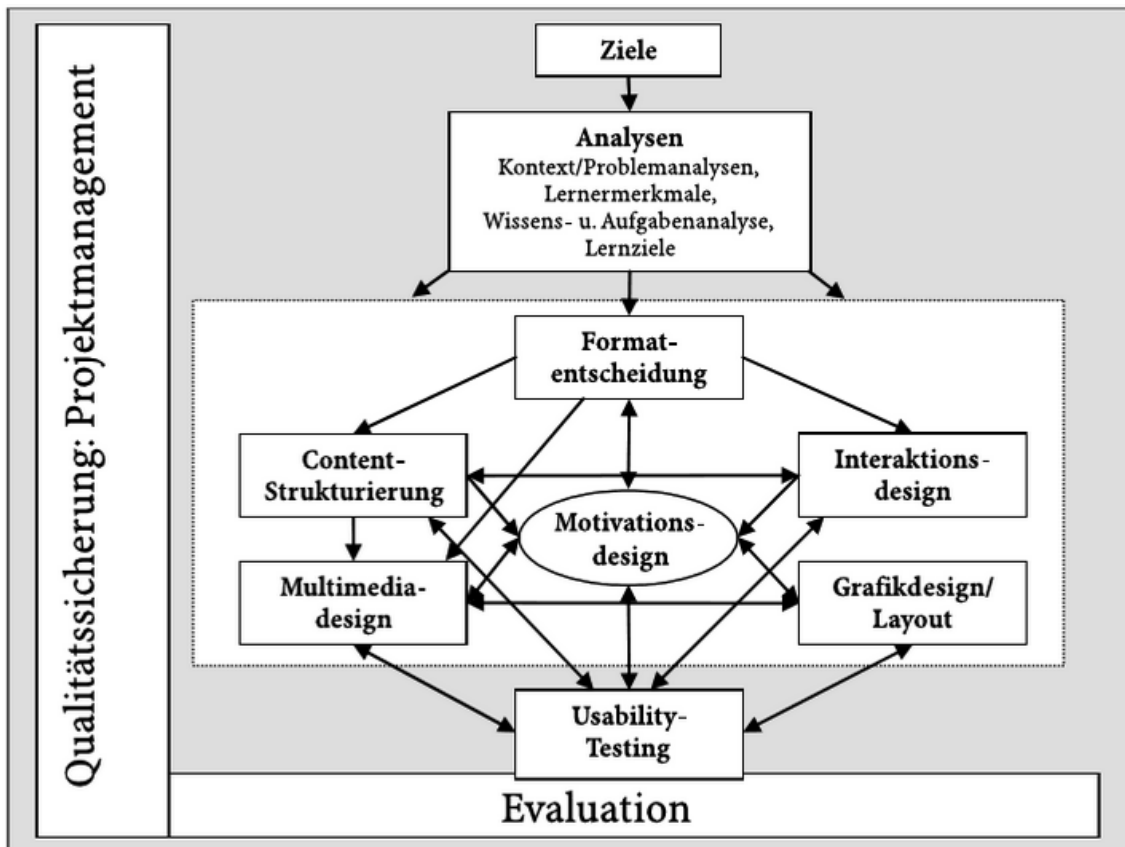 Qualitätssicherung: Projektmanagement
Ziele
Analysen
Kontext/Problemanalysen,
Lernermerkmale,
Wissens- u. Aufgabenanalyse,
Lernziele
Format-
entscheidung
Content-
Strukturierung
Interaktions-
design
Motivations-
design
Multimedia-
design
Grafikdesign/
Layout
Usability-
Testing
Evaluation